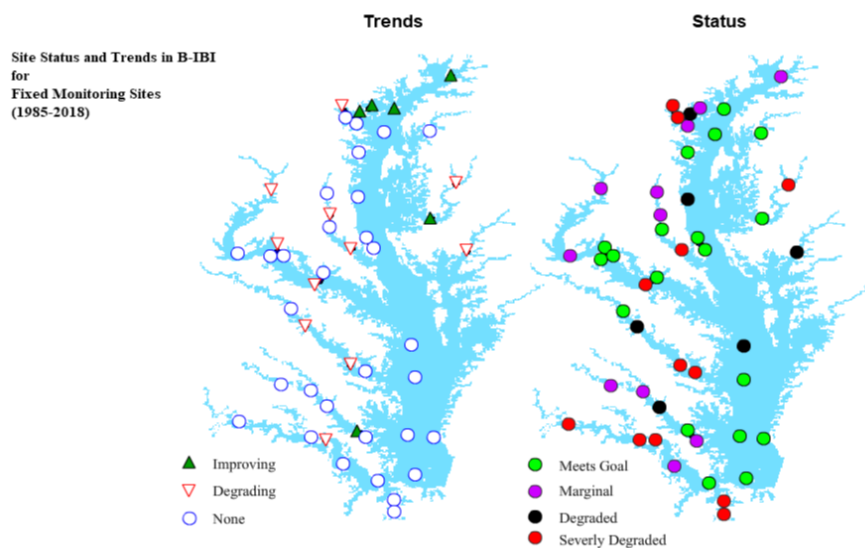 Trends
Status
Site Status and Trends in B-IBI
for
Fixed Monitoring Sites
(1985-2018)
Improving
Degrading
None
Meets Goal
Marginal
Degraded
Severly Degraded